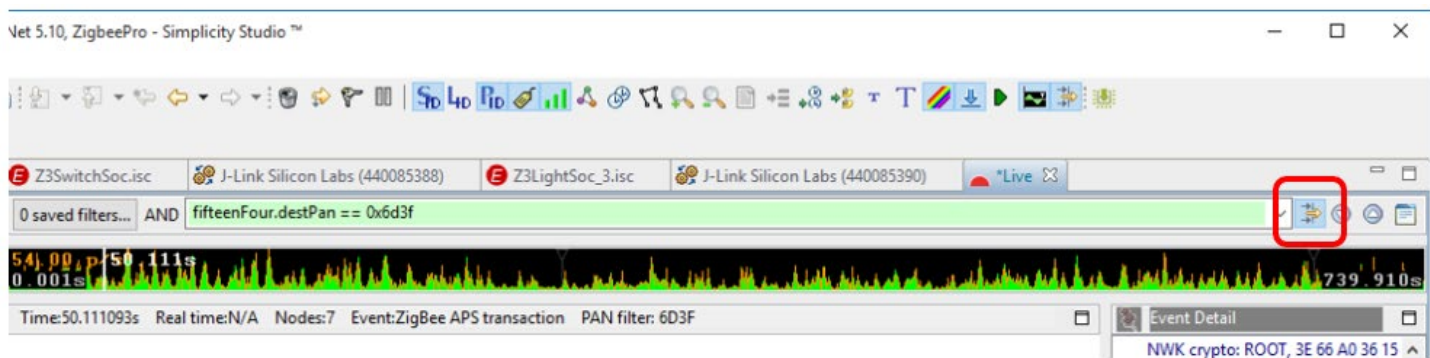 Net 5.10, ZigbeePro - Simplicity Studio ™
Z3SwitchSoc.isc J-Link Silicon Labs (440085388) Z3LightSoc_3.isc J-Link Silicon Labs (440085390) *Live
0 saved filters... AND fifteenFour.destPan == 0x6d3f
50.111s
0.001s 739.910s
Time:50.111093s Real time:N/A Nodes:7 Event:ZigBee APS transaction PAN filter: 6D3F Event Detail
NWK crypto: ROOT, 3E 66 A0 36 15